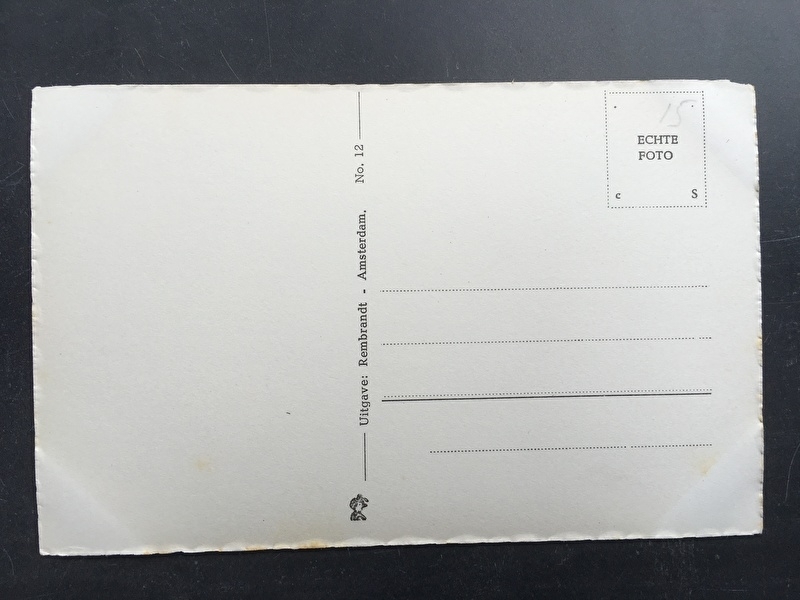 Uitgave: Rembrandt - Amsterdam. No. 12
15
ECHTE
FOTO
c S